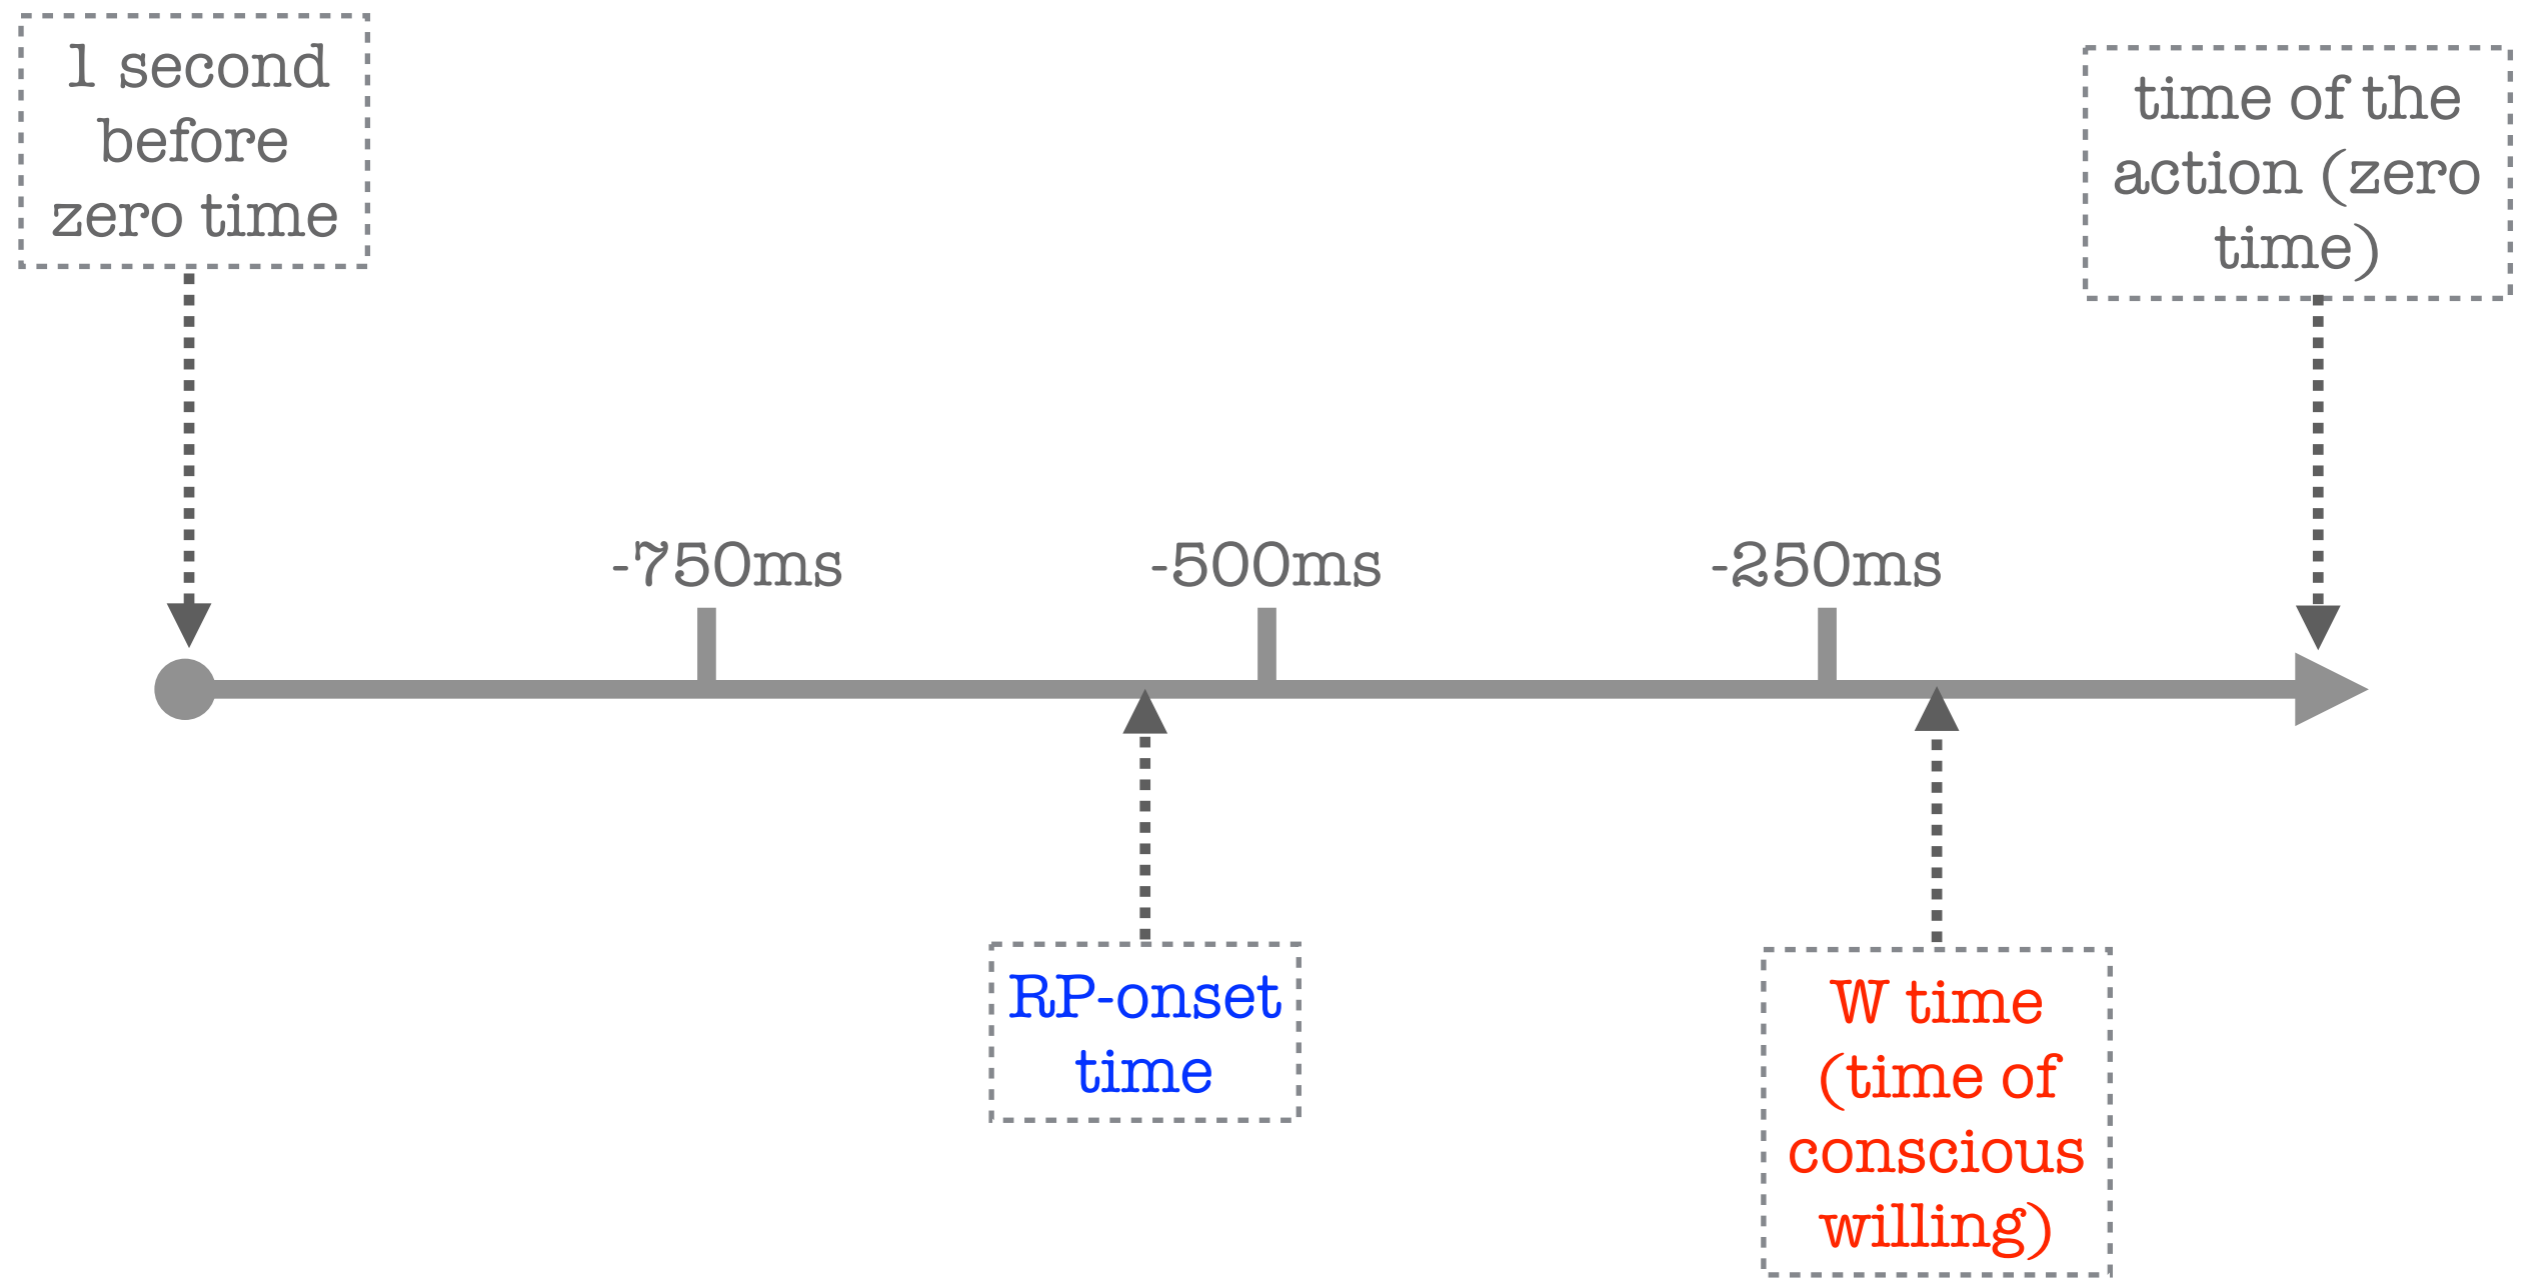 1 second
before
zero time
time of the
action (zero
time)
-750ms
-500ms
-250ms
RP-onset
time
W time
(time of
conscious
willing)